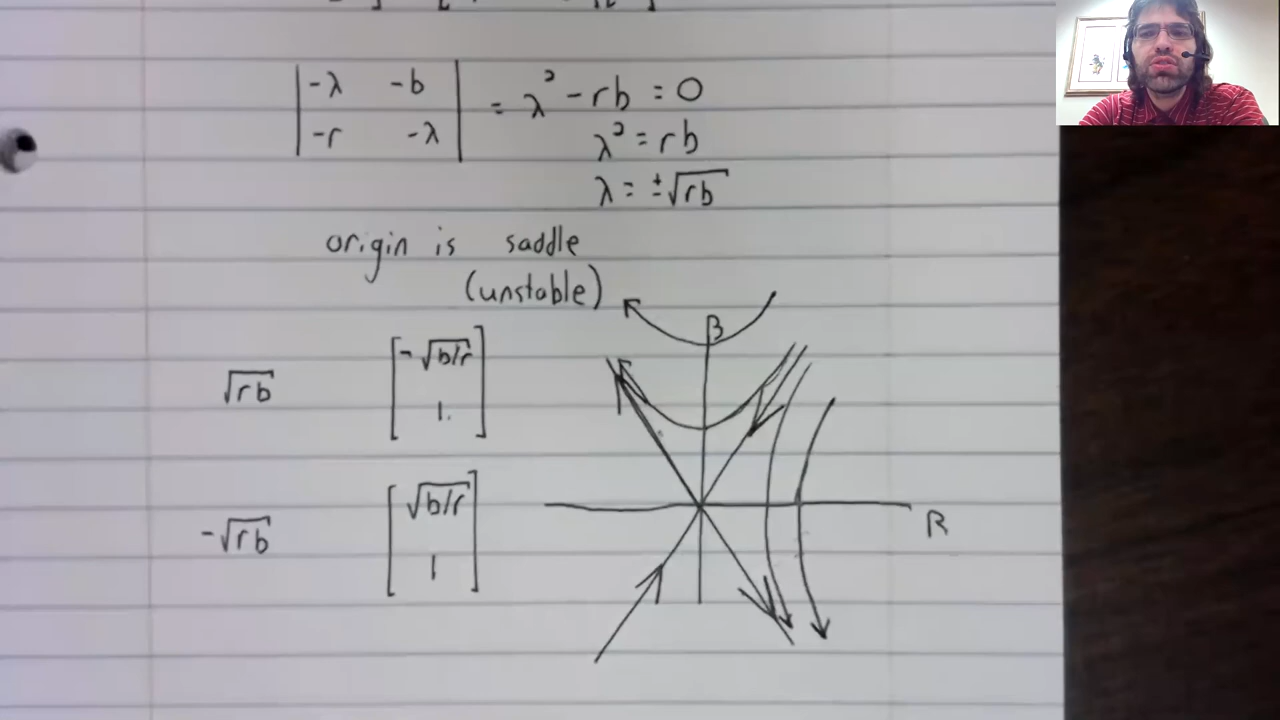 | -λ -b | = λ² - rb = 0
| -r -λ | λ² = rb
λ = ±√rb
origin is saddle
(unstable)
B
√rb [ -√b/r
1. ]
-√rb [ √b/r
1 ]
R